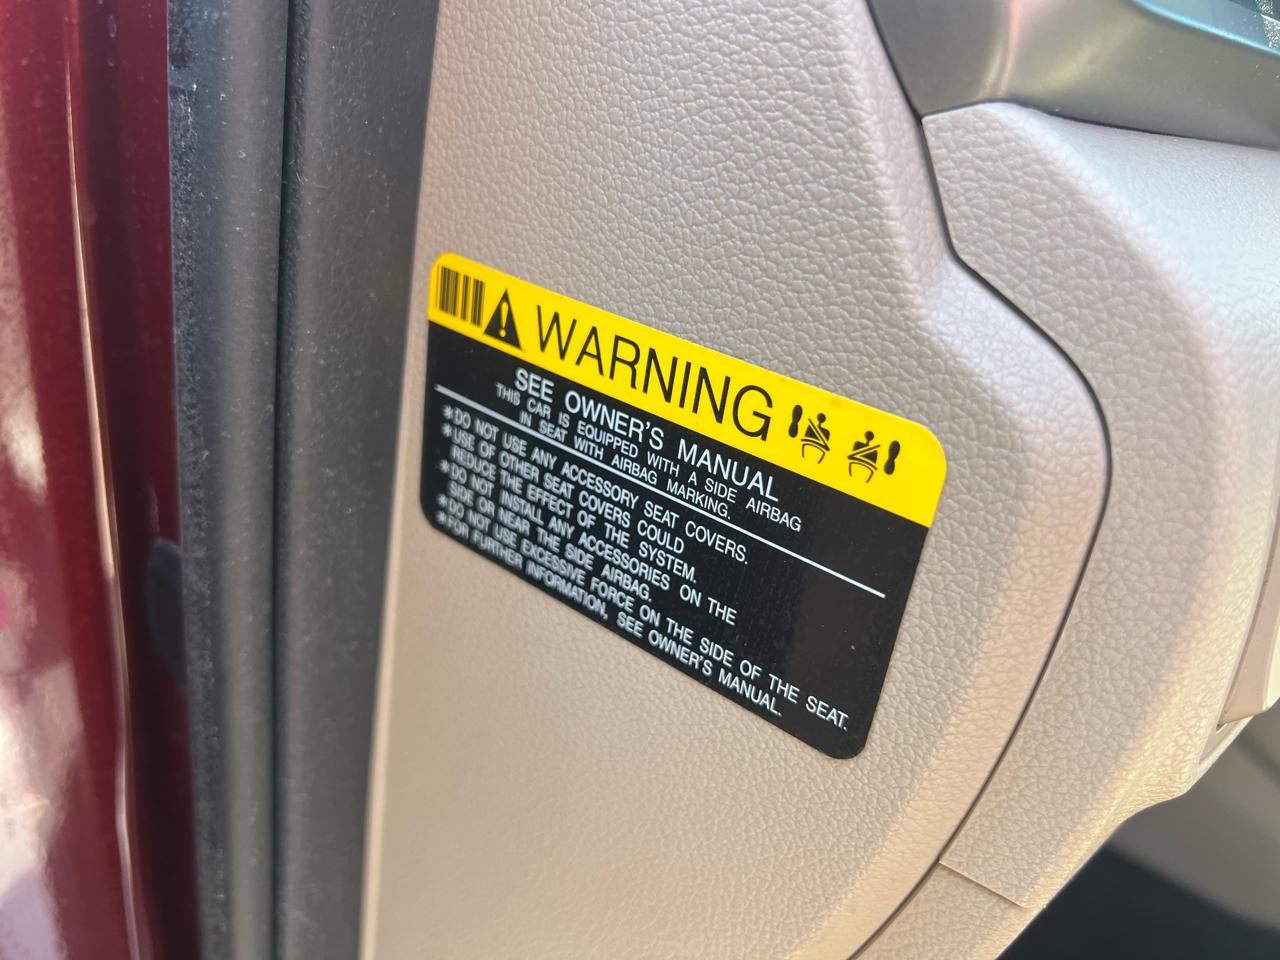 WARNING
SEE OWNER'S MANUAL
THIS CAR IS EQUIPPED WITH A SIDE AIRBAG
IN SEAT WITH AIRBAG MARKING.
*DO NOT USE ANY ACCESSORY SEAT COVERS.
*USE OF OTHER SEAT COVERS COULD
REDUCE THE EFFECT OF THE SYSTEM.
*DO NOT INSTALL ANY ACCESSORIES ON THE
SIDE OR NEAR THE SIDE AIRBAG.
*DO NOT USE EXCESSIVE FORCE ON THE SIDE OF THE SEAT.
*FOR FURTHER INFORMATION, SEE OWNER'S MANUAL.